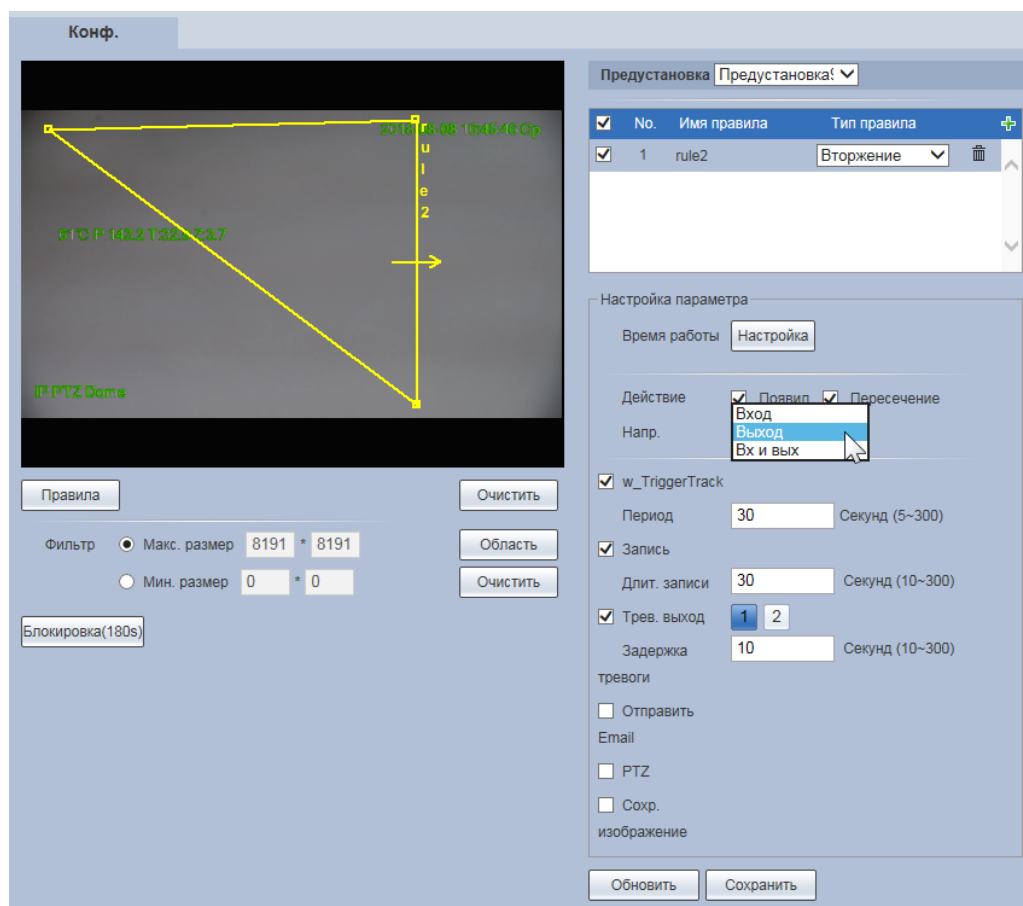 Конф.
Предустановка Предустановка
No. Имя правила Тип правила
1 rule2 Вторжение
rule2
IP PTZ Dome
Настройка параметра
Время работы Настройка
Действие Появил Пересечение
Вход
Напр. Выход
Вх и вых
Правила Очистить
Фильтр Макс. размер 8191 * 8191 Область
Мин. размер 0 * 0 Очистить
Блокировка(180s)
w_TriggerTrack
Период 30 Секунд (5~300)
Запись
Длит. записи 30 Секунд (10~300)
Трев. выход 1 2
Задержка 10 Секунд (10~300)
тревоги
Отправить
Email
PTZ
Сохр.
изображение
Обновить Сохранить